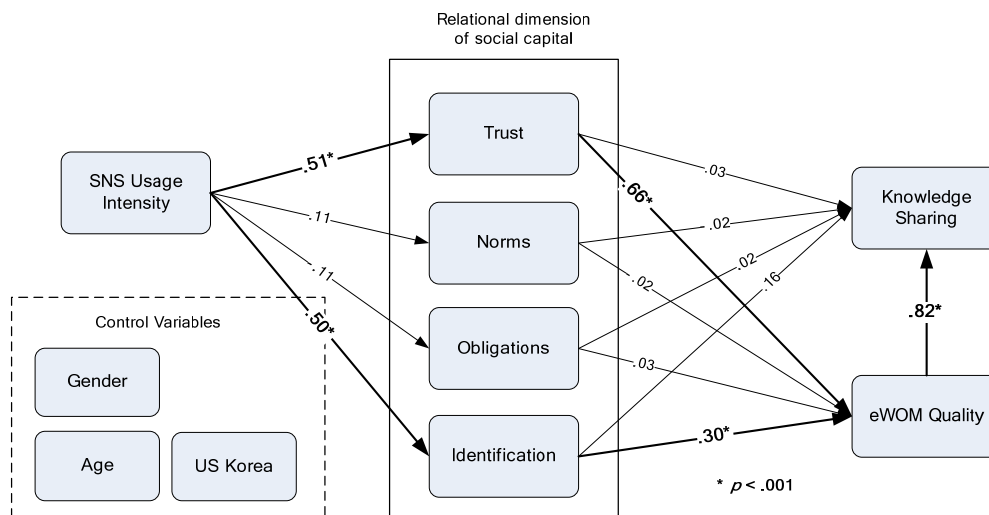 Relational dimension
of social capital
Trust
.03
SNS Usage
Intensity
.51*
.66*
Knowledge
Sharing
.11
Norms
.02
.11
.02
.02
.16
.50*
Control Variables
Obligations
.03
.82*
Gender
eWOM Quality
Age
US Korea
Identification
.30*
* p < .001